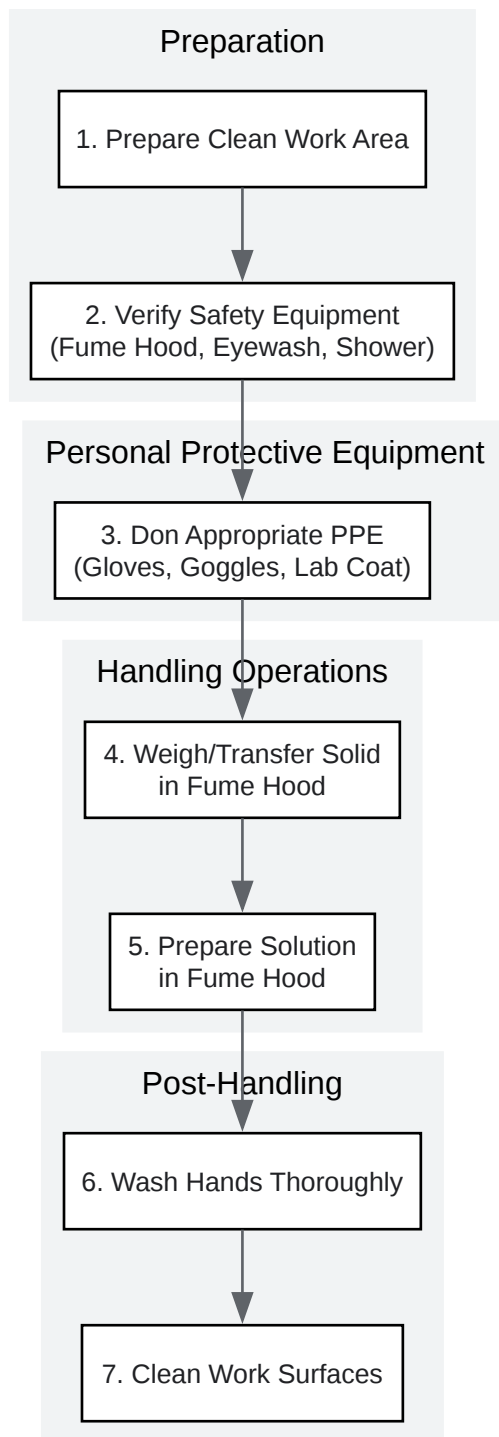 Preparation
1. Prepare Clean Work Area
2. Verify Safety Equipment
(Fume Hood, Eyewash, Shower)
Personal Protective Equipment
3. Don Appropriate PPE
(Gloves, Goggles, Lab Coat)
Handling Operations
4. Weigh/Transfer Solid
in Fume Hood
5. Prepare Solution
in Fume Hood
Post-Handling
6. Wash Hands Thoroughly
7. Clean Work Surfaces